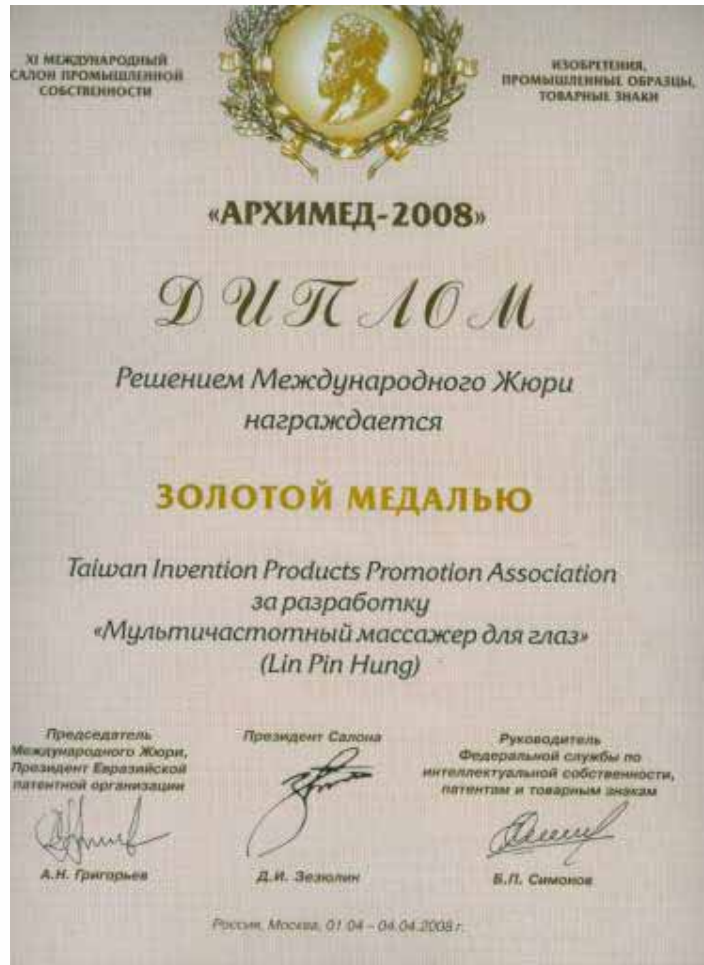 XI МЕЖДУНАРОДНЫЙ
САЛОН ПРОМЫШЛЕННОЙ
СОБСТВЕННОСТИ
ИЗОБРЕТЕНИЯ,
ПРОМЫШЛЕННЫЕ ОБРАЗЦЫ,
ТОВАРНЫЕ ЗНАКИ
«АРХИМЕД-2008»
ДИПЛОМ
Решением Международного Жюри
награждается
ЗОЛОТОЙ МЕДАЛЬЮ
Taiwan Invention Products Promotion Association
за разработку
«Мультичастотный массажер для глаз»
(Lin Pin Hung)
Председатель
Международного Жюри,
Президент Евразийской
патентной организации
А.Н. Григорьев
Президент Салона
Д.И. Зезюлин
Руководитель
Федеральной службы по
интеллектуальной собственности,
патентам и товарным знакам
Б.П. Симонов
Россия, Москва, 01.04 – 04.04.2008 г.